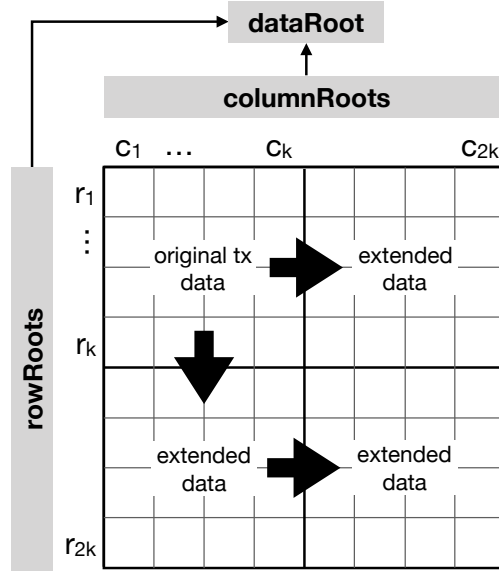 dataRoot
columnRoots
c1 ... ck c2k
r1
...
original tx
data
extended
data
rk
rowRoots
extended
data
extended
data
r2k